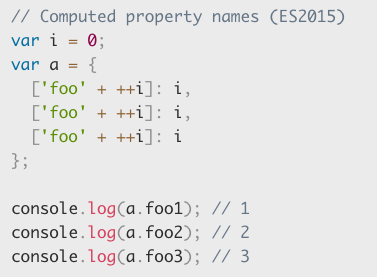 // Computed property names (ES2015)
var i = 0;
var a = {
  ['foo' + ++i]: i,
  ['foo' + ++i]: i,
  ['foo' + ++i]: i
};

console.log(a.foo1); // 1
console.log(a.foo2); // 2
console.log(a.foo3); // 3